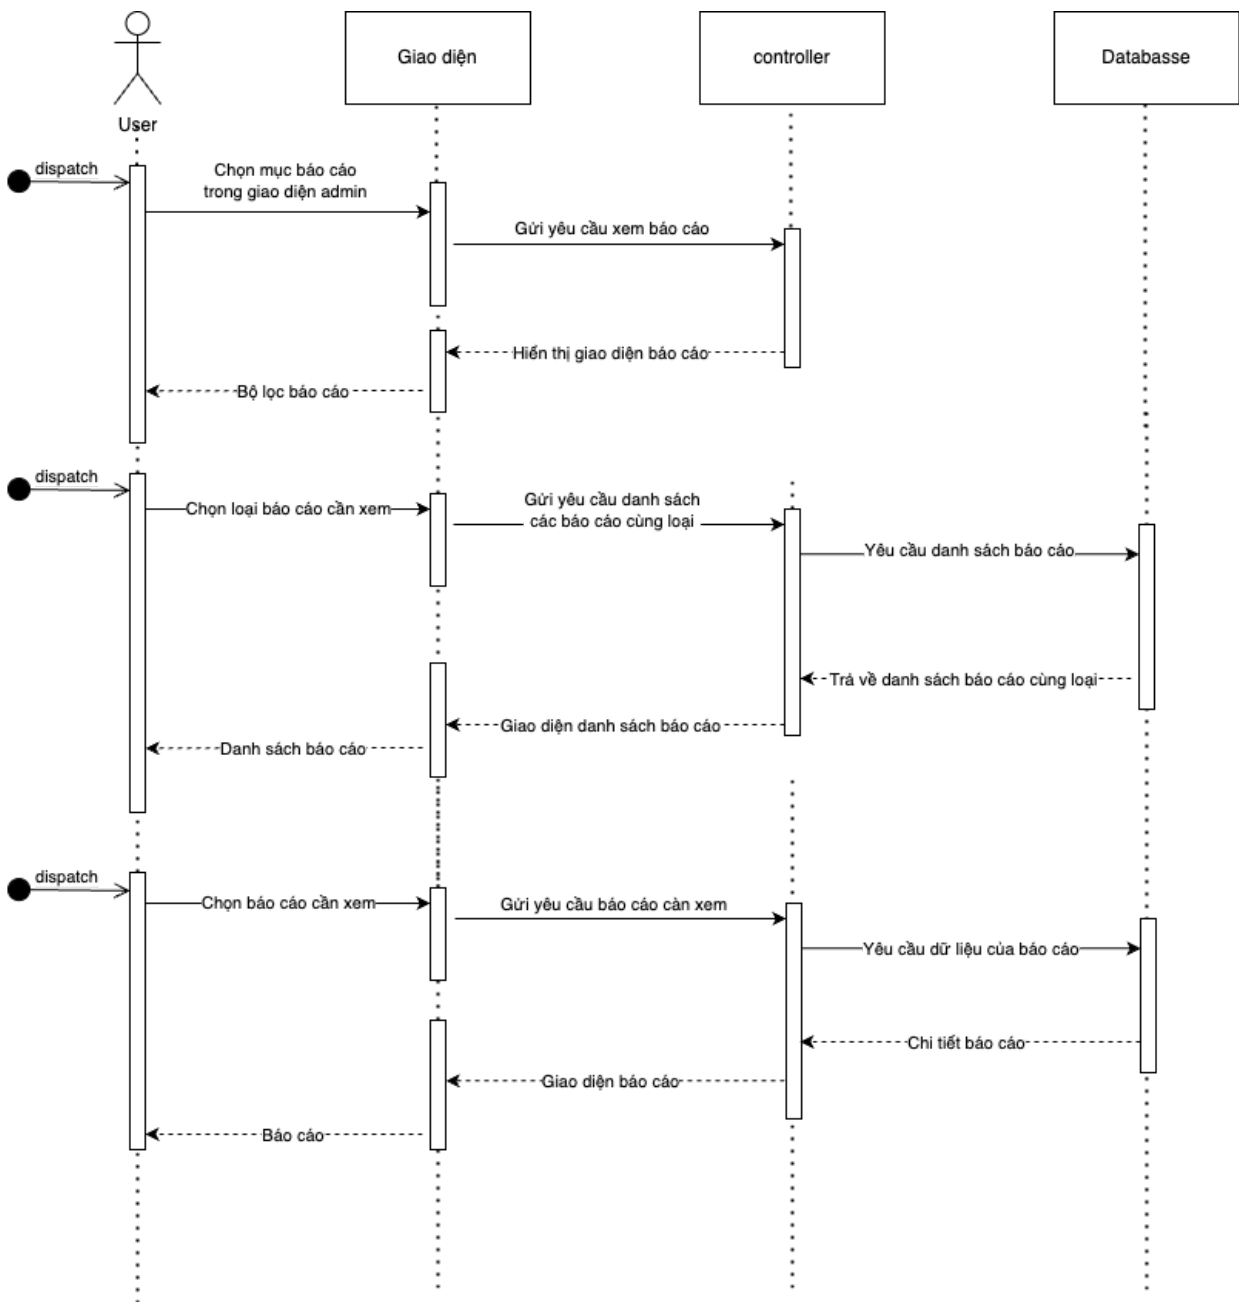 User
Giao diện
controller
Databasse
dispatch
Chọn mục báo cáo
trong giao diện admin
Gửi yêu cầu xem báo cáo
Hiển thị giao diện báo cáo
Bộ lọc báo cáo
dispatch
Chọn loại báo cáo cần xem
Gửi yêu cầu danh sách
các báo cáo cùng loại
Yêu cầu danh sách báo cáo
Trả về danh sách báo cáo cùng loại
Giao diện danh sách báo cáo
Danh sách báo cáo
dispatch
Chọn báo cáo cần xem
Gửi yêu cầu báo cáo càn xem
Yêu cầu dữ liệu của báo cáo
Chi tiết báo cáo
Giao diện báo cáo
Báo cáo